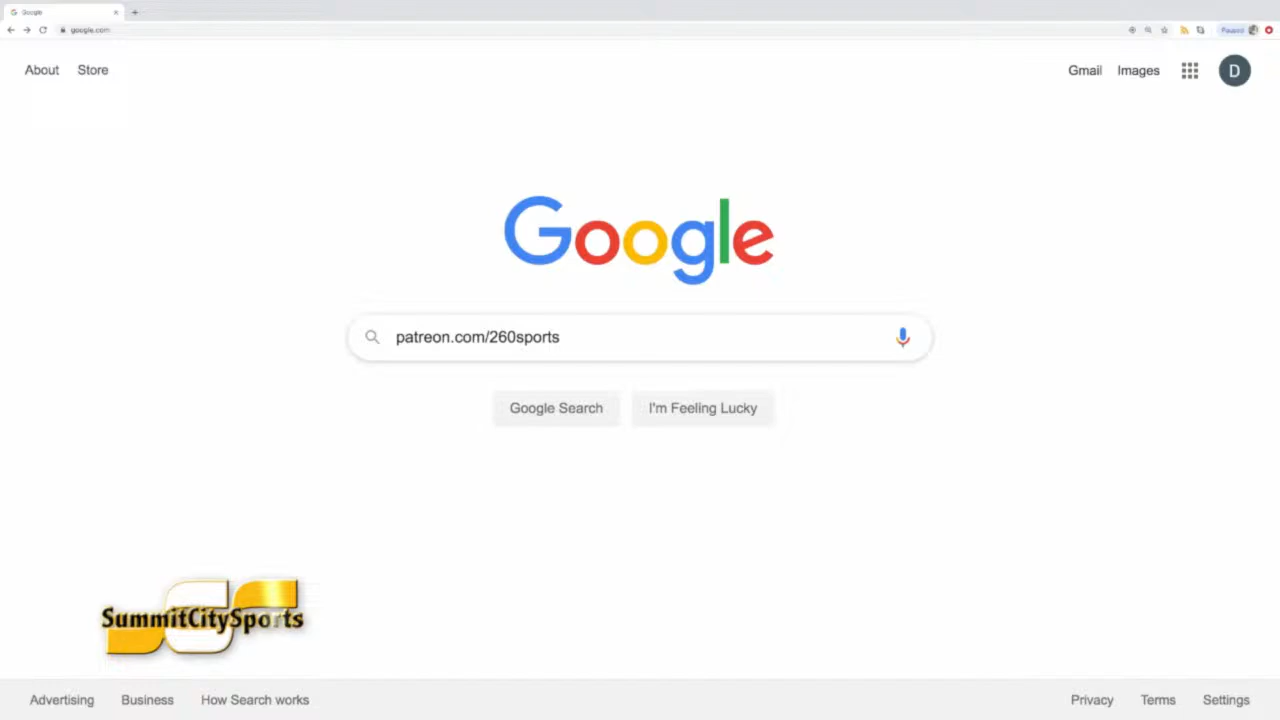 Google
google.com
Paused
About Store
Gmail Images
D
Google
patreon.com/260sports
Google Search I'm Feeling Lucky
SummitCitySports
Advertising Business How Search works
Privacy Terms Settings